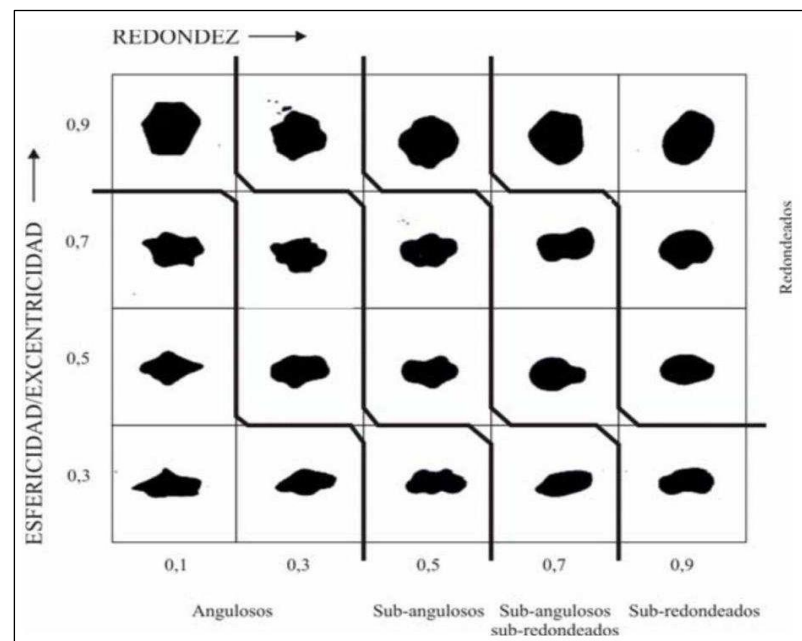 REDONDEZ
ESFERICIDAD/EXCENTRICIDAD
0,9
0,7
0,5
0,3
Redondeados
0,1 0,3 0,5 0,7 0,9
Angulosos Sub-angulosos Sub-angulosos Sub-redondeados
sub-redondeados